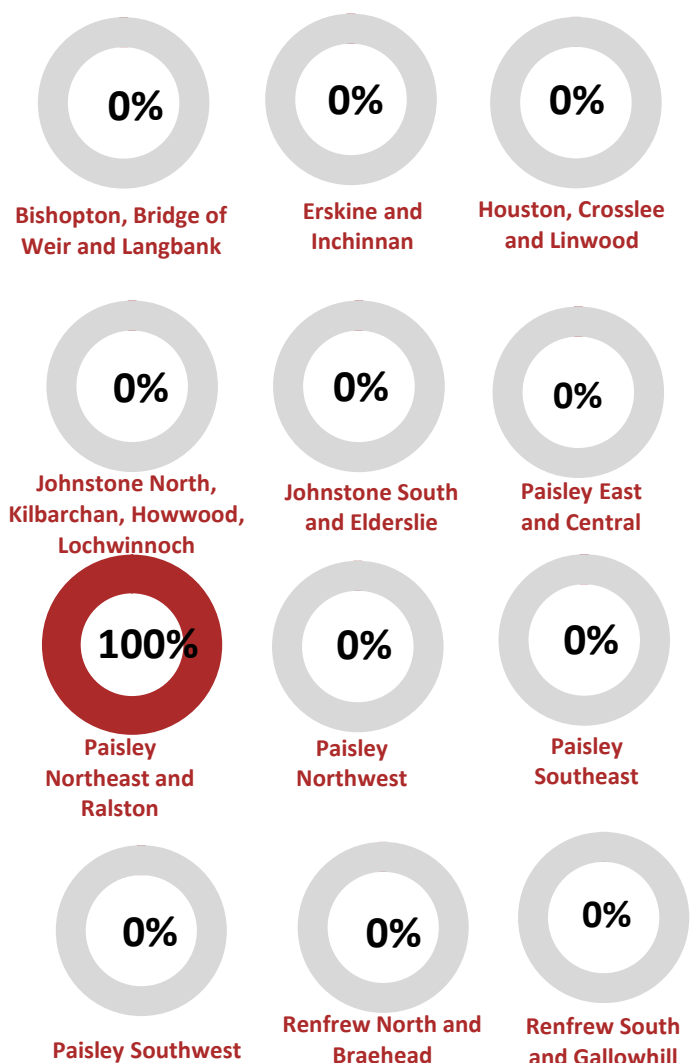 0%
0%
0%
Bishopton, Bridge of
Weir and Langbank
Erskine and
Inchinnan
Houston, Crosslee
and Linwood
0%
0%
0%
Johnstone North,
Kilbarchan, Howwood,
Lochwinnoch
Johnstone South
and Elderslie
Paisley East
and Central
100%
0%
0%
Paisley
Northeast and
Ralston
Paisley
Northwest
Paisley
Southeast
0%
0%
0%
Paisley Southwest
Renfrew North and
Braehead
Renfrew South
and Gallowhill